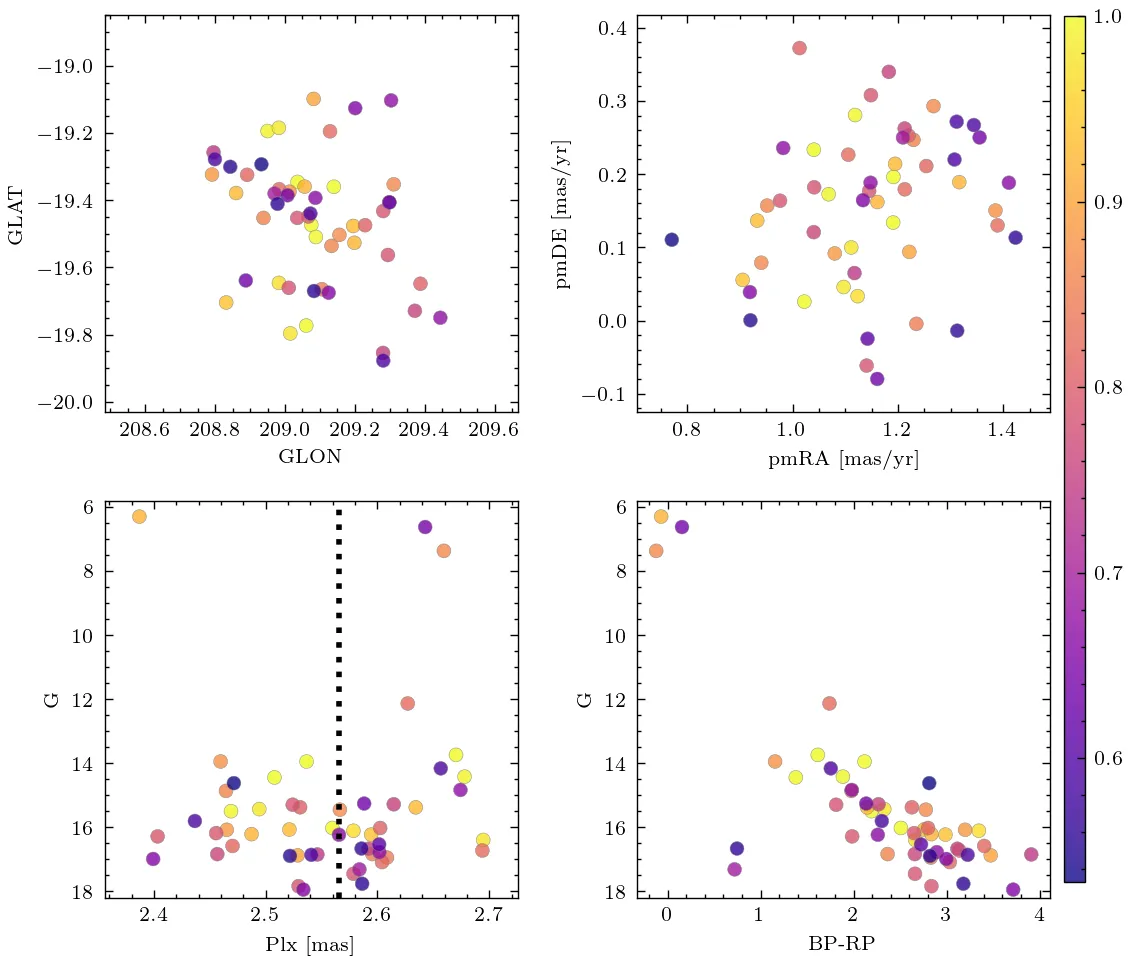 −19.0
−19.2
−19.4
−19.6
−19.8
−20.0
GLAT
208.6 208.8 209.0 209.2 209.4 209.6
GLON
0.4
0.3
0.2
0.1
0.0
−0.1
pmDE [mas/yr]
0.8 1.0 1.2 1.4
pmRA [mas/yr]
1.0
0.9
0.8
0.7
0.6
6
8
10
12
14
16
18
G
2.4 2.5 2.6 2.7
Plx [mas]
6
8
10
12
14
16
18
G
0 1 2 3 4
BP-RP